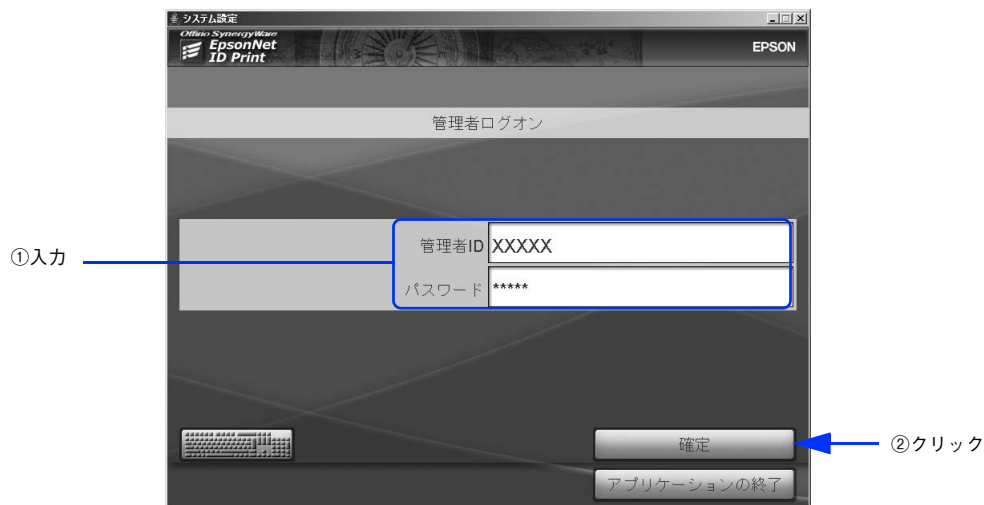 システム設定
Offirio SynergyWare
EpsonNet
ID Print
EPSON
管理者ログオン
①入力
管理者ID XXXXX
パスワード *****
確定
②クリック
アプリケーションの終了